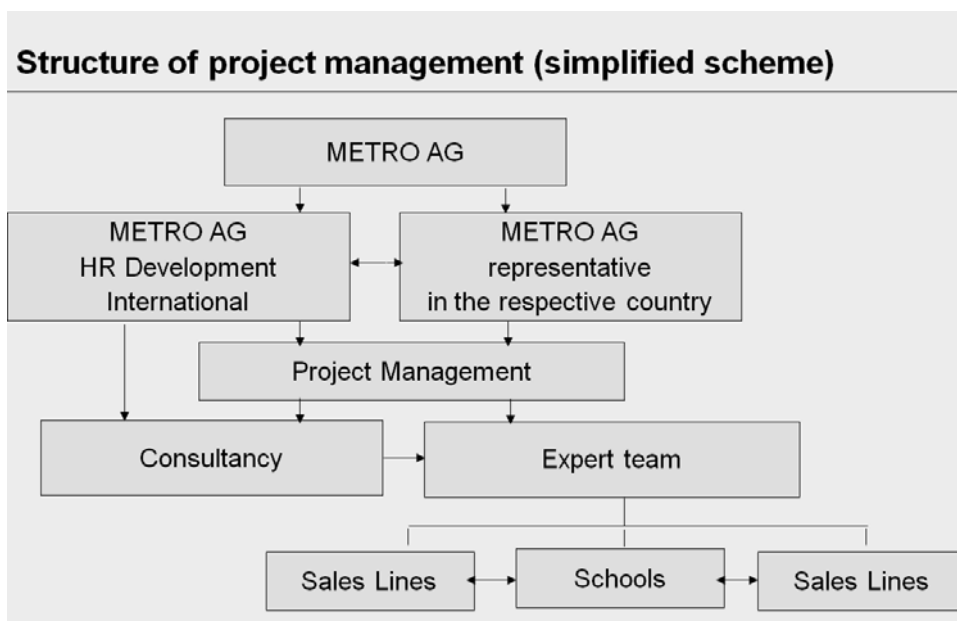 Structure of project management (simplified scheme)
METRO AG
METRO AG
HR Development
International
METRO AG
representative
in the respective country
Project Management
Consultancy
Expert team
Sales Lines
Schools
Sales Lines